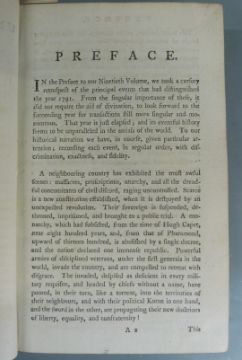 PREFACE.
IN the Preface to our Ninetieth Volume, we took a cursory
retrospect of the principal events that had distinguished
the year 1791. From the singular importance of these, it
did not require the aid of divination, to look forward to the
succeeding year for transactions still more singular and mo-
mentous. That year is just elapsed; and its eventful history
seems to be unparalleled in the annals of the world. To our
historical narrative we have, in course, given particular at-
tention; recording each event, in regular order, with dis-
crimination, exactness, and fidelity.
A neighbouring country has exhibited the most awful
scenes: massacres, proscriptions, anarchy, and all the dread-
ful concomitants of civil discord, raging uncontrouled. Scarce
is a new constitution established, when it is destroyed by an
unexpected revolution. Their sovereign is suspended, de-
throned, imprisoned, and brought to a public trial. A mo-
narchy, which had subsisted, from the time of Hugh Capet,
near eight hundred years, and, from that of Pharamond,
upward of thirteen hundred, is abolished by a single decree,
and the nation declared one immense republic. Powerful
armies of disciplined veterans, under the first generals in the
world, invade the country, and are compelled to retreat with
disgrace. The invaded, despised as deficient in every mili-
tary requisite, and headed by chiefs without a name, have
poured, in their turn, like a torrent, into the territories of
their neighbours, and with their political Koran in one hand,
and the sword in the other, are propagating their new doctrines
of liberty, equality, and confraternity!
A 2 This